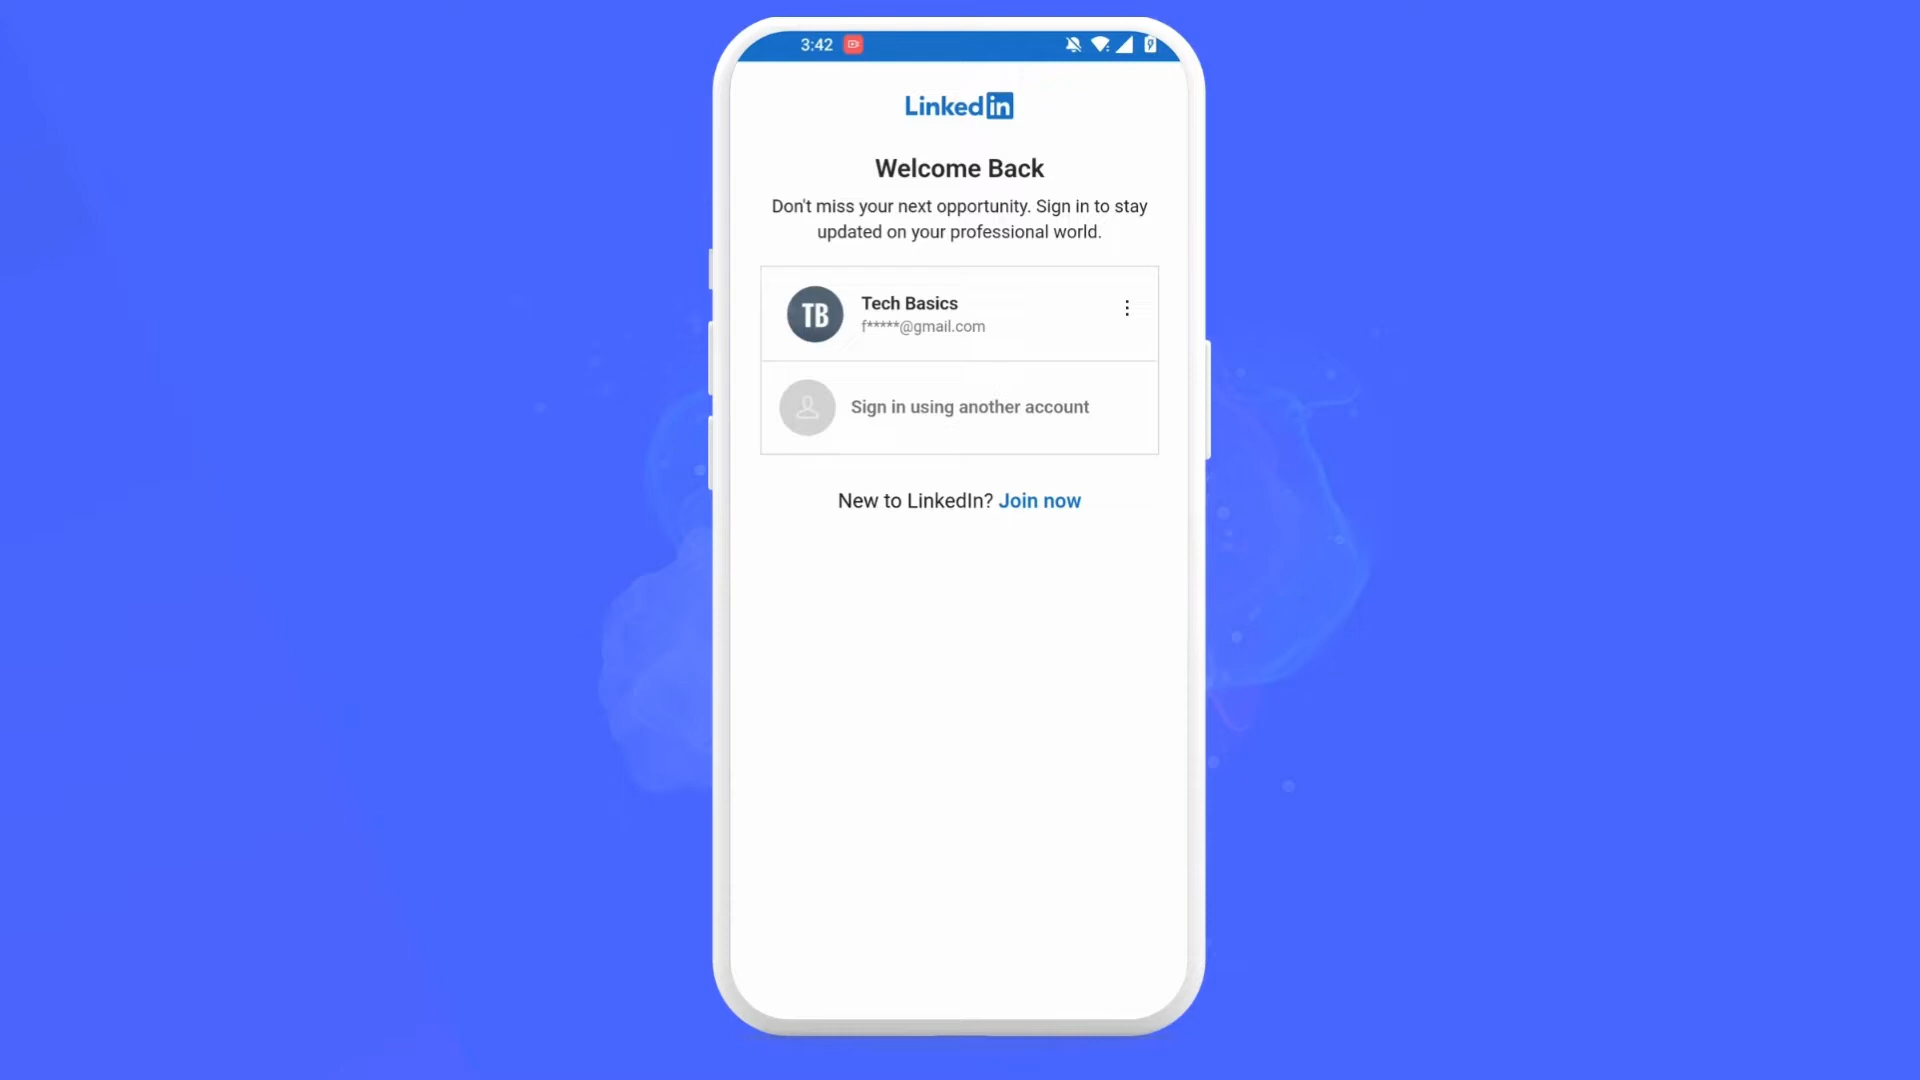 3:42
Linkedin
Welcome Back
Don't miss your next opportunity. Sign in to stay
updated on your professional world.
TB
Tech Basics
f*****@gmail.com
Sign in using another account
New to LinkedIn? Join now